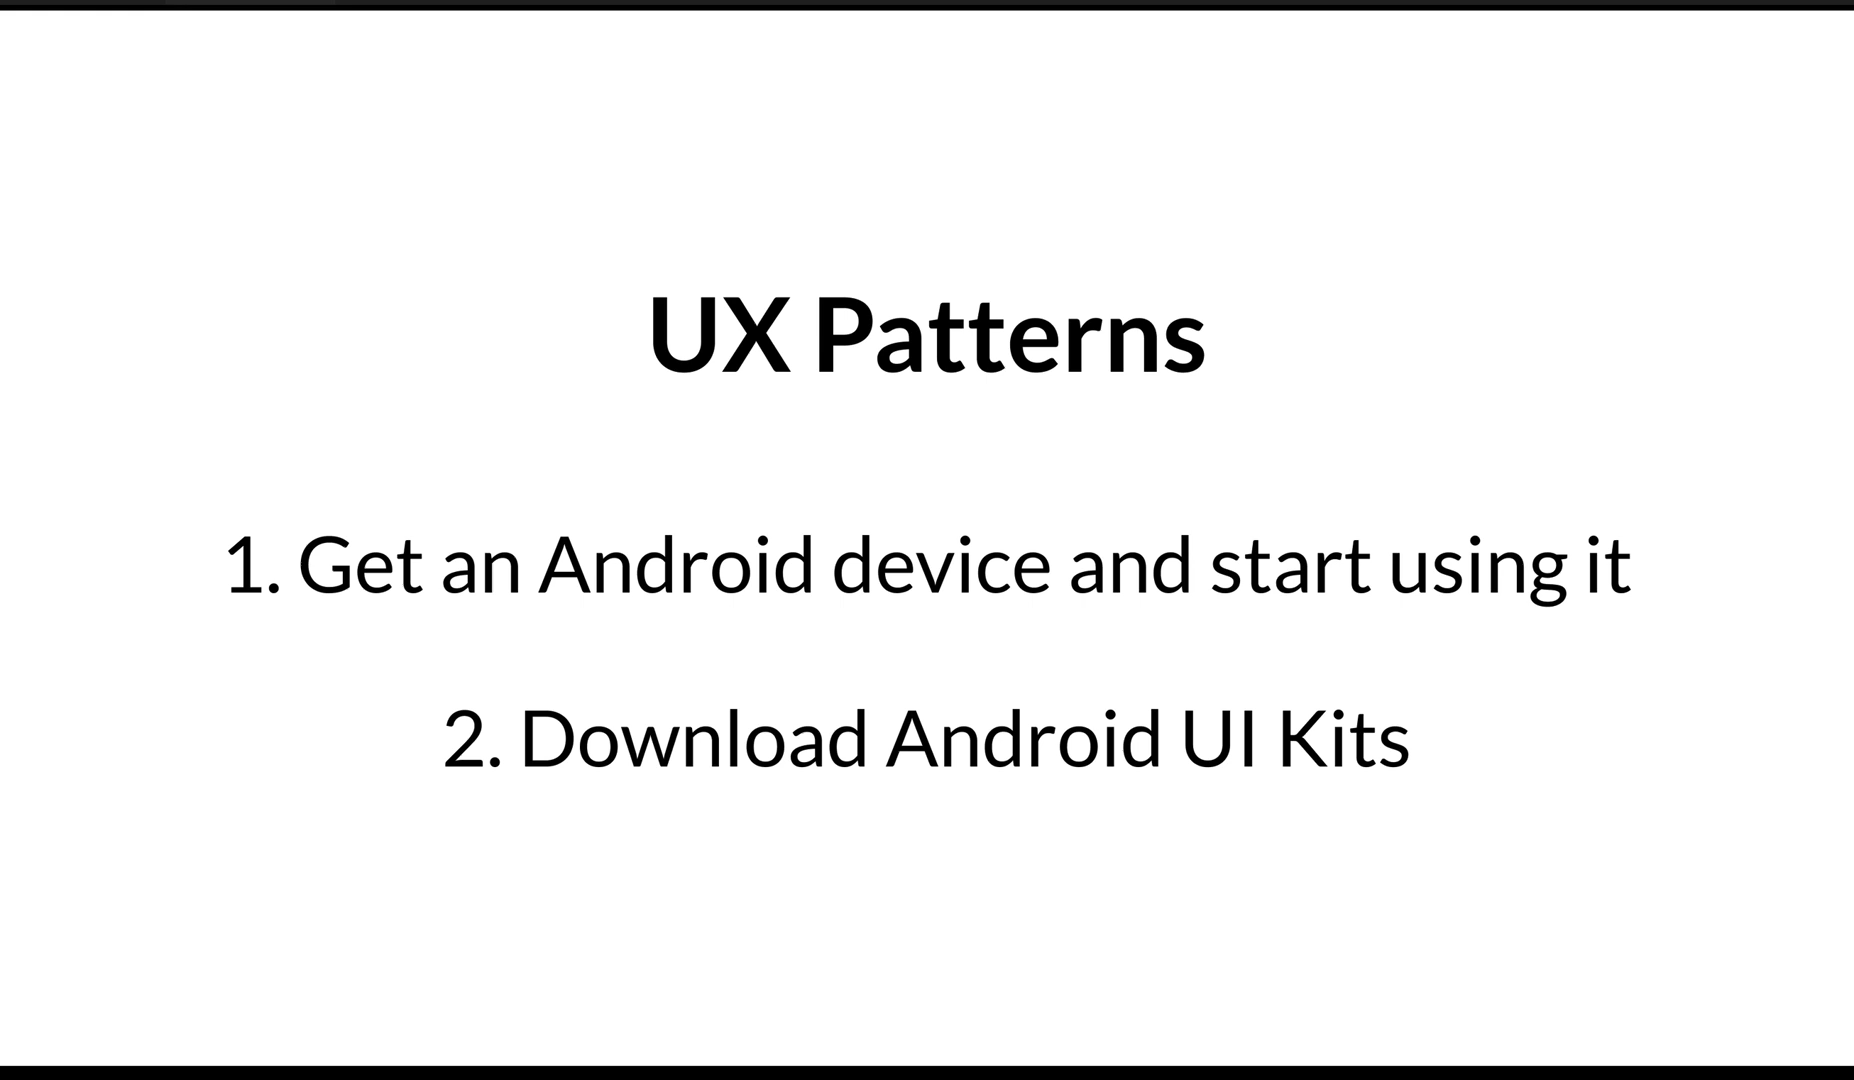 UX Patterns
1. Get an Android device and start using it
2. Download Android UI Kits